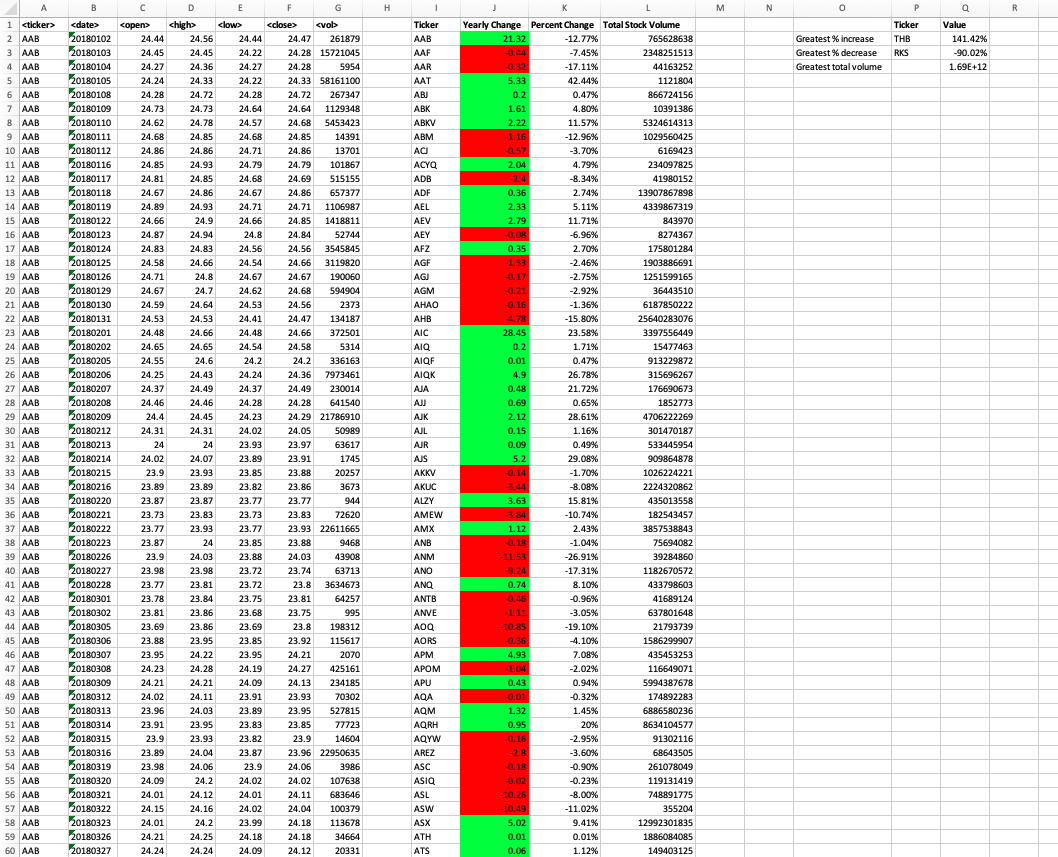 A B C D E F G H I J K L M N O P Q R
1 <ticker> <date> <open> <high> <low> <close> <vol> Ticker Yearly Change Percent Change Total Stock Volume Ticker Value
2 AAB 20180102 24.44 24.56 24.44 24.47 261879 AAB 21.32 -12.77% 765628638 Greatest % increase THB 141.42%
3 AAB 20180103 24.45 24.45 24.22 24.28 15721045 AAF -0.44 -7.45% 2348251513 Greatest % decrease RKS -90.02%
4 AAB 20180104 24.27 24.36 24.27 24.28 5954 AAR -0.32 -17.11% 44163252 Greatest total volume 1.69E+12
5 AAB 20180105 24.24 24.33 24.22 24.33 58161100 AAT 5.33 42.44% 1121804
6 AAB 20180108 24.28 24.72 24.28 24.72 267347 ABJ 0.2 0.47% 866724156
7 AAB 20180109 24.73 24.73 24.64 24.64 1129348 ABK 1.61 4.80% 10391386
8 AAB 20180110 24.62 24.78 24.57 24.68 5453423 ABKV 2.22 11.57% 5324614313
9 AAB 20180111 24.68 24.85 24.68 24.85 14391 ABM -1.16 -12.96% 1029560425
10 AAB 20180112 24.86 24.86 24.71 24.86 13701 ACJ -0.57 -3.70% 6169423
11 AAB 20180116 24.85 24.93 24.79 24.79 101867 ACYQ 2.04 4.79% 234097825
12 AAB 20180117 24.81 24.85 24.68 24.69 515155 ADB -2.4 -8.34% 41980152
13 AAB 20180118 24.67 24.86 24.67 24.86 657377 ADF 0.36 2.74% 13907867898
14 AAB 20180119 24.89 24.93 24.71 24.71 1106987 AEL 2.33 5.11% 4339867319
15 AAB 20180122 24.66 24.9 24.66 24.85 1418811 AEV 2.79 11.71% 843970
16 AAB 20180123 24.87 24.94 24.8 24.84 52744 AEY -0.08 -6.96% 8274367
17 AAB 20180124 24.83 24.83 24.56 24.56 3545845 AFZ 0.35 2.70% 175801284
18 AAB 20180125 24.58 24.66 24.54 24.66 3119820 AGF -1.53 -2.46% 1903886691
19 AAB 20180126 24.71 24.8 24.67 24.67 190060 AGJ -0.17 -2.75% 1251599165
20 AAB 20180129 24.67 24.7 24.62 24.68 594904 AGM -0.21 -2.92% 36443510
21 AAB 20180130 24.59 24.64 24.53 24.56 2373 AHAO -0.16 -1.36% 6187850222
22 AAB 20180131 24.53 24.53 24.41 24.47 134187 AHB -4.78 -15.80% 25640283076
23 AAB 20180201 24.48 24.66 24.48 24.66 372501 AIC 28.45 23.58% 3397556449
24 AAB 20180202 24.65 24.65 24.54 24.58 5314 AIQ 0.2 1.71% 15477463
25 AAB 20180205 24.55 24.6 24.2 24.2 336163 AIQF 0.01 0.47% 913229872
26 AAB 20180206 24.25 24.43 24.24 24.36 7973461 AIQK 4.9 26.78% 315696267
27 AAB 20180207 24.37 24.49 24.37 24.49 230014 AJA 0.48 21.72% 176690673
28 AAB 20180208 24.46 24.46 24.28 24.28 641540 AJJ 0.69 0.65% 1852773
29 AAB 20180209 24.4 24.45 23.29 24.29 21786910 AJK 2.12 28.61% 4706222269
30 AAB 20180212 24.31 24.31 24.02 24.05 50989 AJL 0.15 1.16% 301470187
31 AAB 20180213 24 24 23.93 23.97 63617 AJR 0.09 0.49% 533445954
32 AAB 20180214 24.02 24.07 23.89 23.91 1745 AJS 5.2 29.08% 909864878
33 AAB 20180215 23.9 23.93 23.85 23.88 20257 AKKV -0.14 -1.70% 1026224221
34 AAB 20180216 23.89 23.89 23.82 23.86 3673 AKUC -3.44 -8.08% 2224320862
35 AAB 20180220 23.87 23.87 23.77 23.77 944 ALZY 3.63 15.81% 435013558
36 AAB 20180221 23.73 23.83 23.73 23.83 72620 AMEW -3.84 -10.74% 182543457
37 AAB 20180222 23.77 23.93 23.77 23.93 22611665 AMX 1.12 2.43% 3857538843
38 AAB 20180223 23.87 24 23.85 23.88 9468 ANB -0.18 -1.04% 75694082
39 AAB 20180226 23.9 24.03 23.88 24.03 43908 ANM -11.53 -26.91% 39284860
40 AAB 20180227 23.98 23.98 23.72 23.74 63713 ANO -9.24 -17.31% 1182670572
41 AAB 20180228 23.77 23.81 23.72 23.8 3634673 ANQ 0.74 8.10% 433798603
42 AAB 20180301 23.78 23.84 23.75 23.81 64257 ANTB -0.46 -0.96% 41689124
43 AAB 20180302 23.81 23.86 23.68 23.75 995 ANVE -1.11 -3.05% 637801648
44 AAB 20180305 23.69 23.86 23.69 23.8 198312 AOQ -10.85 -19.10% 21793739
45 AAB 20180306 23.88 23.95 23.85 23.92 115617 AORS -0.36 -4.10% 1586299907
46 AAB 20180307 23.95 24.22 23.95 24.21 2070 APM 4.93 7.08% 435453253
47 AAB 20180308 24.23 24.28 24.19 24.27 425161 APOM -1.04 -2.02% 116649071
48 AAB 20180309 24.21 24.21 24.09 24.13 234185 APU 0.43 0.94% 5994387678
49 AAB 20180312 24.02 24.11 23.91 23.93 70302 AQA -0.01 -0.32% 174892283
50 AAB 20180313 23.96 24.03 23.89 23.95 527815 AQM 1.32 1.45% 6886580236
51 AAB 20180314 23.91 23.95 23.83 23.85 77723 AQRH 0.95 20% 8634104577
52 AAB 20180315 23.9 23.93 23.82 23.9 14604 AQYW -0.16 -2.95% 91302116
53 AAB 20180316 23.89 24.04 23.87 23.96 22950635 AREZ -2.8 -3.60% 68643505
54 AAB 20180319 23.98 24.06 23.9 24.06 3986 ASC -0.18 -0.90% 261078049
55 AAB 20180320 24.09 24.2 24.02 24.02 107638 ASIQ -0.02 -0.23% 119131419
56 AAB 20180321 24.01 24.12 24.01 24.11 683646 ASL -10.26 -8.00% 748891775
57 AAB 20180322 24.15 24.16 24.02 24.04 100379 ASW -10.49 -11.02% 355204
58 AAB 20180323 24.01 24.2 23.99 24.18 113678 ASX 5.02 9.41% 12992301835
59 AAB 20180326 24.21 24.25 24.18 24.18 34664 ATH 0.01 0.01% 1886084085
60 AAB 20180327 24.24 24.24 24.09 24.12 20331 ATS 0.06 1.12% 149403125